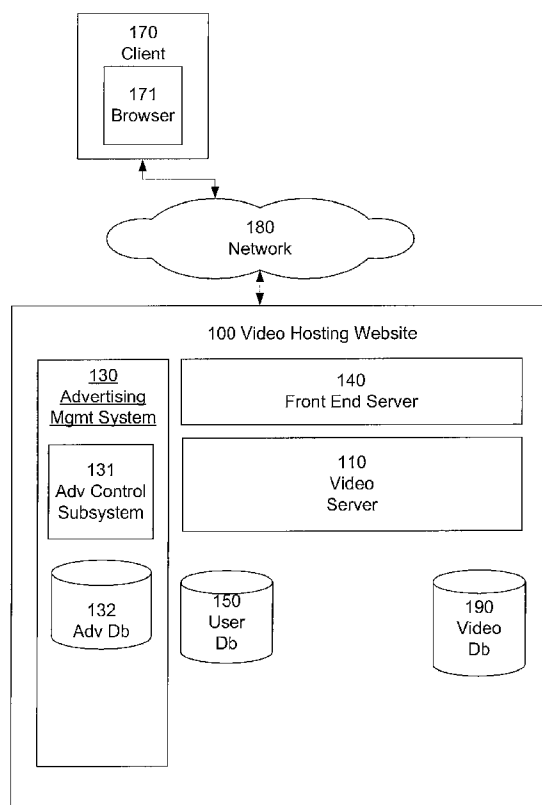 170
Client
171
Browser
180
Network
100 Video Hosting Website
130
Advertising
Mgmt System
140
Front End Server
131
Adv Control
Subsystem
110
Video
Server
132
Adv Db
150
User
Db
190
Video
Db